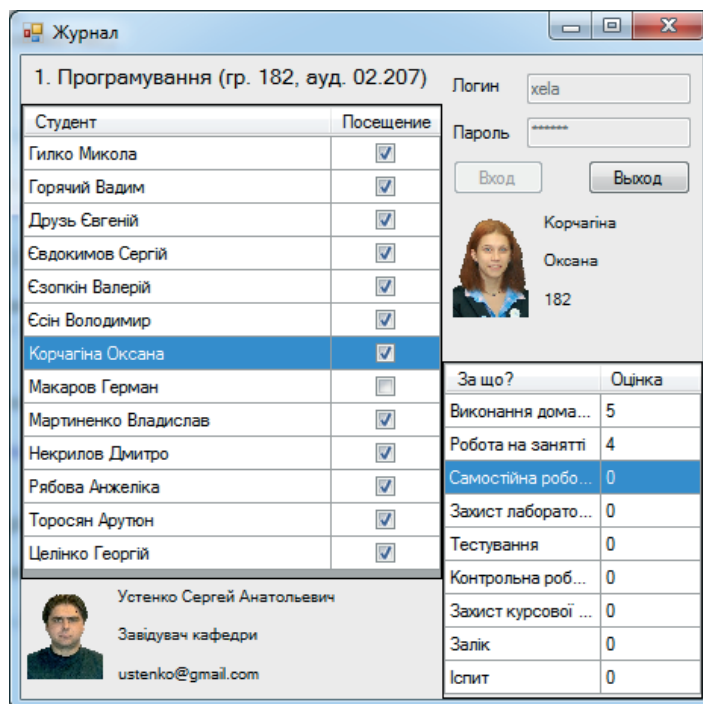 Журнал
1. Програмування (гр. 182, ауд. 02.207)
Студент Посещение
Гилко Микола
Горячий Вадим
Друзь Євгеній
Євдокимов Сергій
Єзопкін Валерій
Єсін Володимир
Корчагіна Оксана
Макаров Герман
Мартиненко Владислав
Некрилов Дмитро
Рябова Анжеліка
Торосян Арутюн
Целінко Георгій
Устенко Сергей Анатольевич
Завідувач кафедри
ustenko@gmail.com
Логин xela
Пароль ******
Вход Выход
Корчагіна
Оксана
182
За що? Оцінка
Виконання дома... 5
Робота на занятті 4
Самостійна робо... 0
Захист лаборато... 0
Тестування 0
Контрольна роб... 0
Захист курсової ... 0
Залік 0
Іспит 0